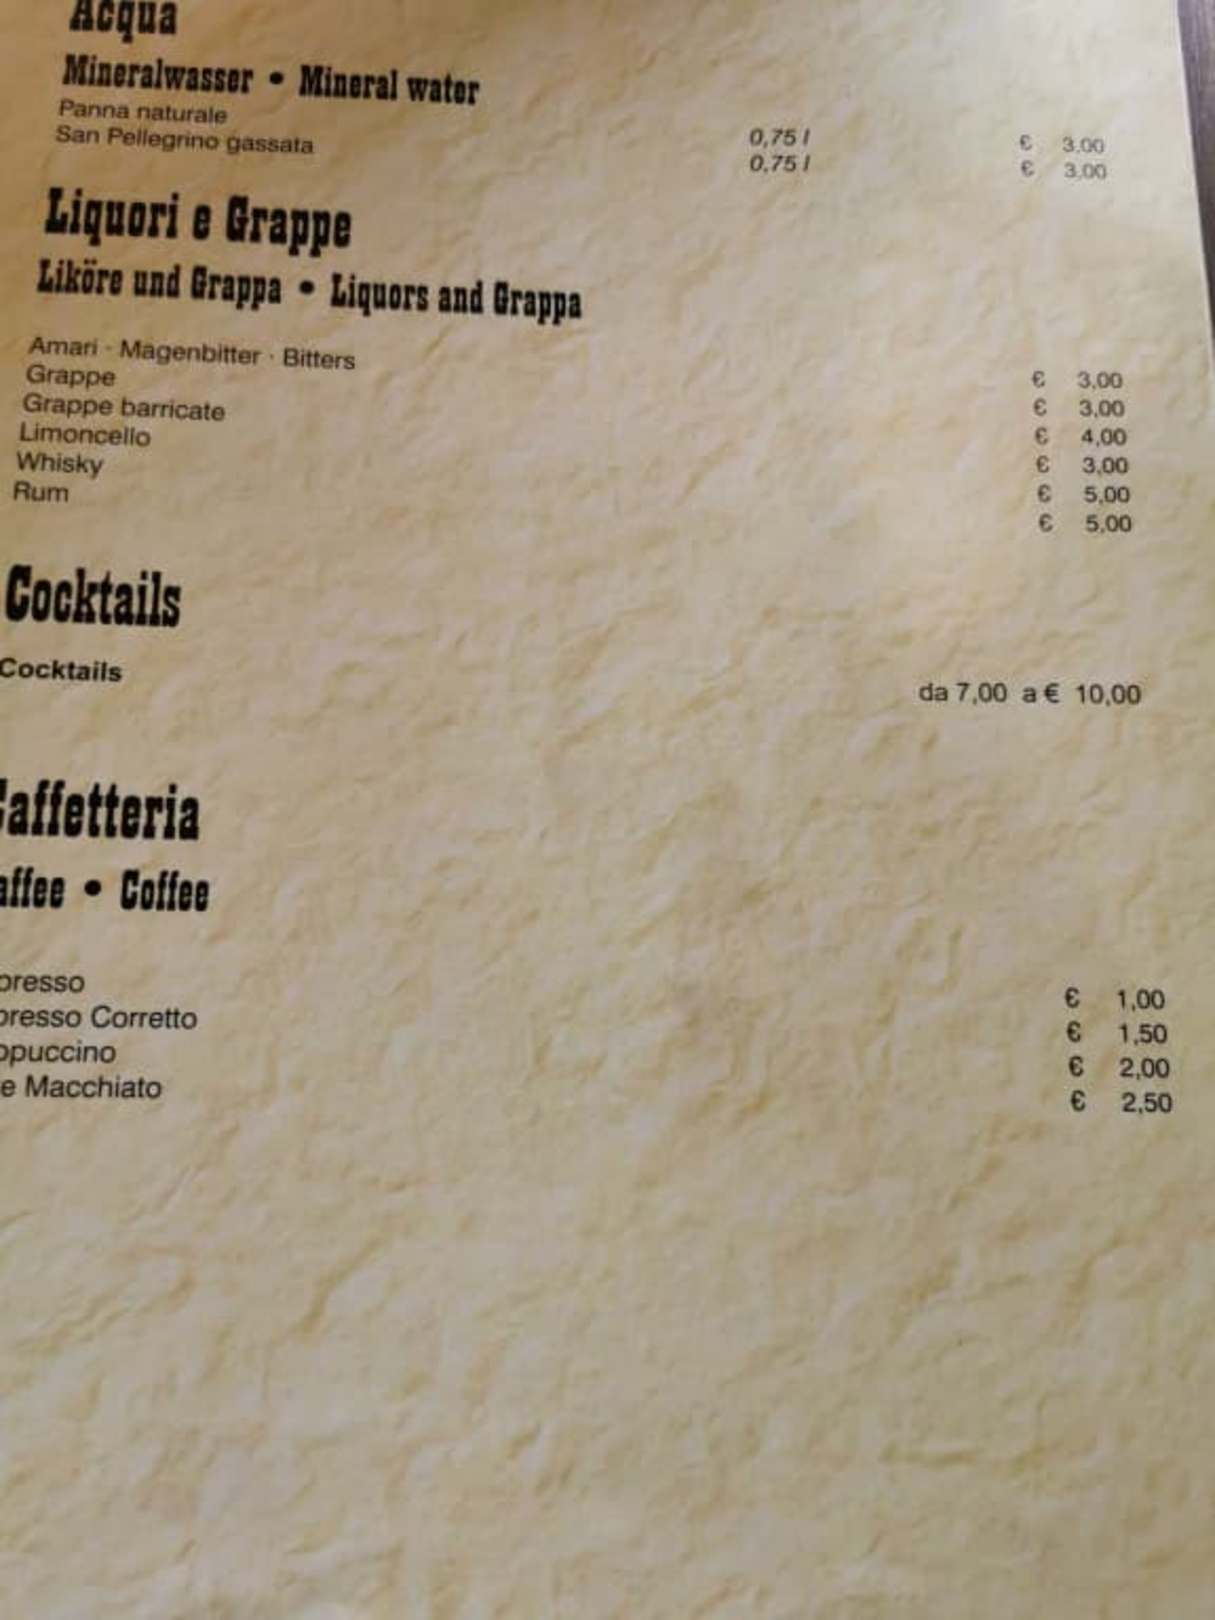 Acqua
Mineralwasser • Mineral water
Panna naturale 0,75 l € 3,00
San Pellegrino gassata 0,75 l € 3,00
Liquori e Grappe
Liköre und Grappa • Liquors and Grappa
Amari · Magenbitter · Bitters € 3,00
Grappe € 3,00
Grappe barricate € 4,00
Limoncello € 3,00
Whisky € 5,00
Rum € 5,00
Cocktails
Cocktails da 7,00 a € 10,00
Caffetteria
affee • Coffee
presso € 1,00
presso Corretto € 1,50
ppuccino € 2,00
e Macchiato € 2,50